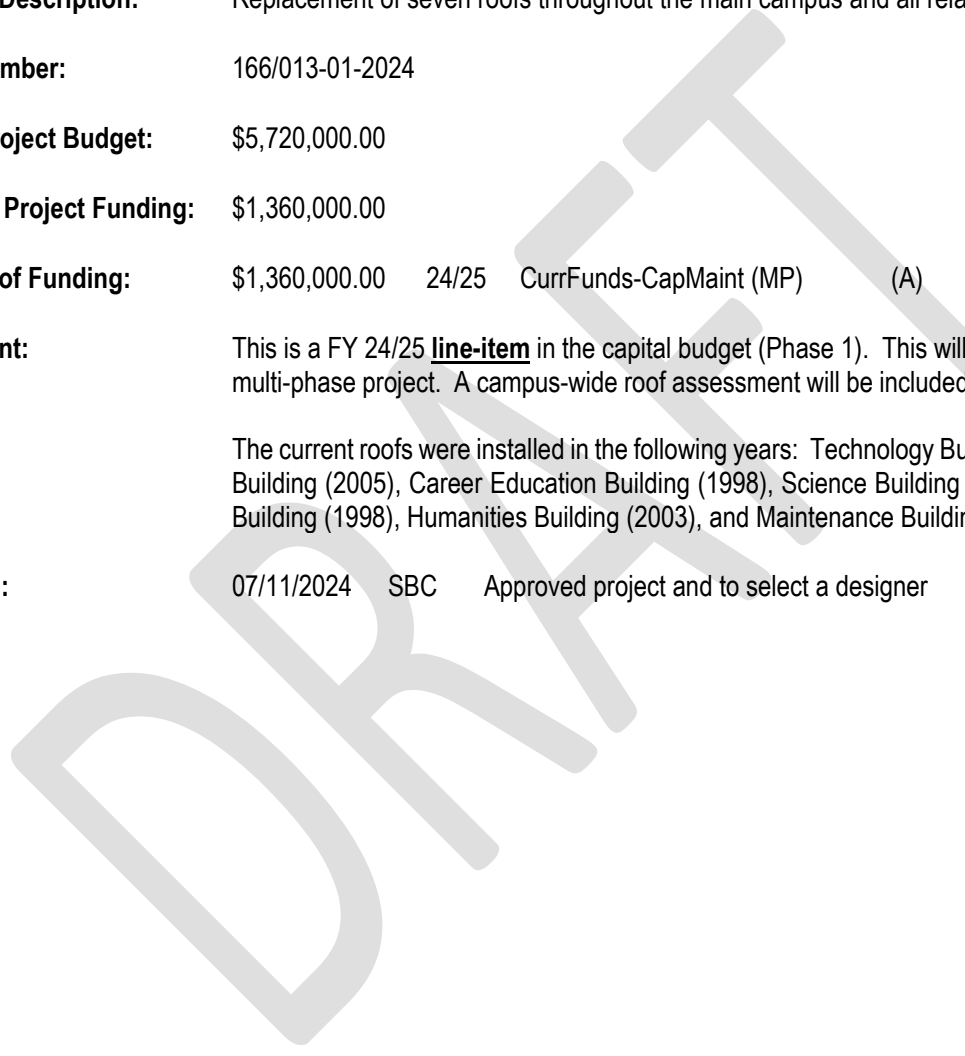 Description: Replacement of seven roofs throughout the main campus and all rela
mber: 166/013-01-2024
oject Budget: $5,720,000.00
Project Funding: $1,360,000.00
of Funding: $1,360,000.00 24/25 CurrFunds-CapMaint (MP) (A)
nt: This is a FY 24/25 line-item in the capital budget (Phase 1). This will
multi-phase project. A campus-wide roof assessment will be included
The current roofs were installed in the following years: Technology Bu
Building (2005), Career Education Building (1998), Science Building
Building (1998), Humanities Building (2003), and Maintenance Buildin
: 07/11/2024 SBC Approved project and to select a designer
DRAFT